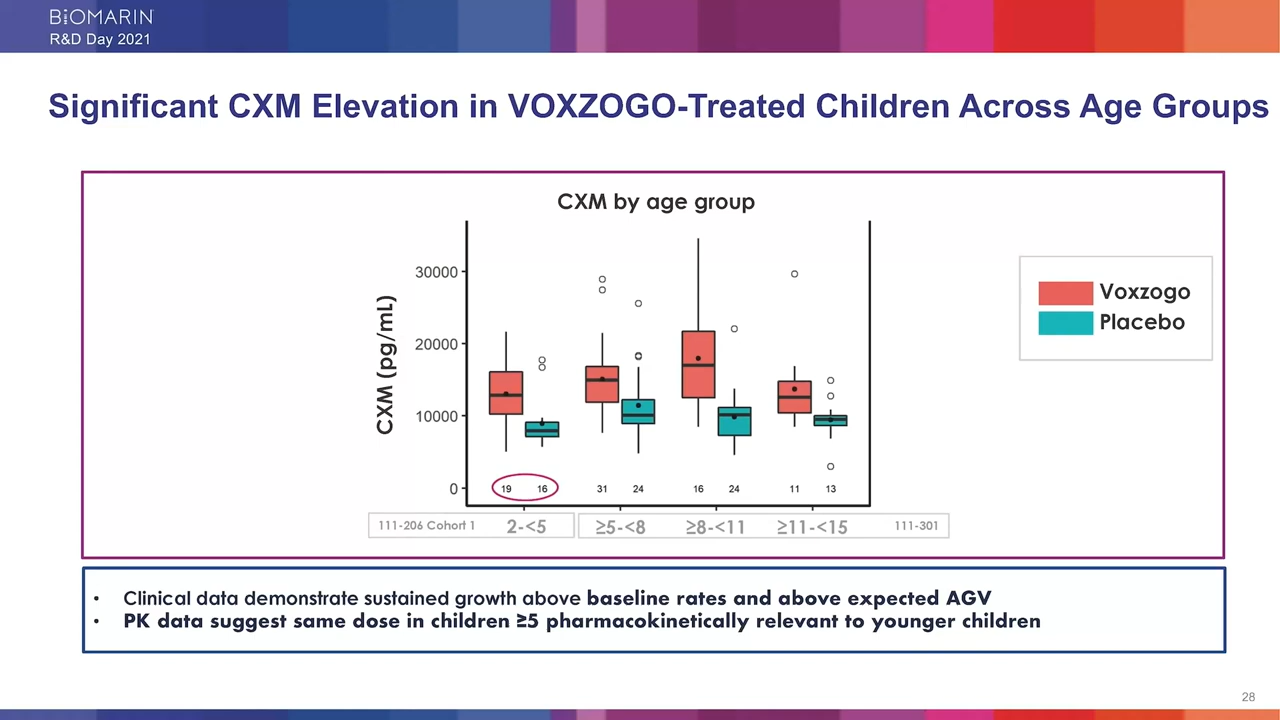 BiOMARIN
R&D Day 2021
Significant CXM Elevation in VOXZOGO-Treated Children Across Age Groups
CXM by age group
CXM (pg/mL)
30000
20000
10000
0
19 16 31 24 16 24 11 13
111-206 Cohort 1 2-<5 ≥5-<8 ≥8-<11 ≥11-<15 111-301
Voxzogo
Placebo
• Clinical data demonstrate sustained growth above baseline rates and above expected AGV
• PK data suggest same dose in children ≥5 pharmacokinetically relevant to younger children
28